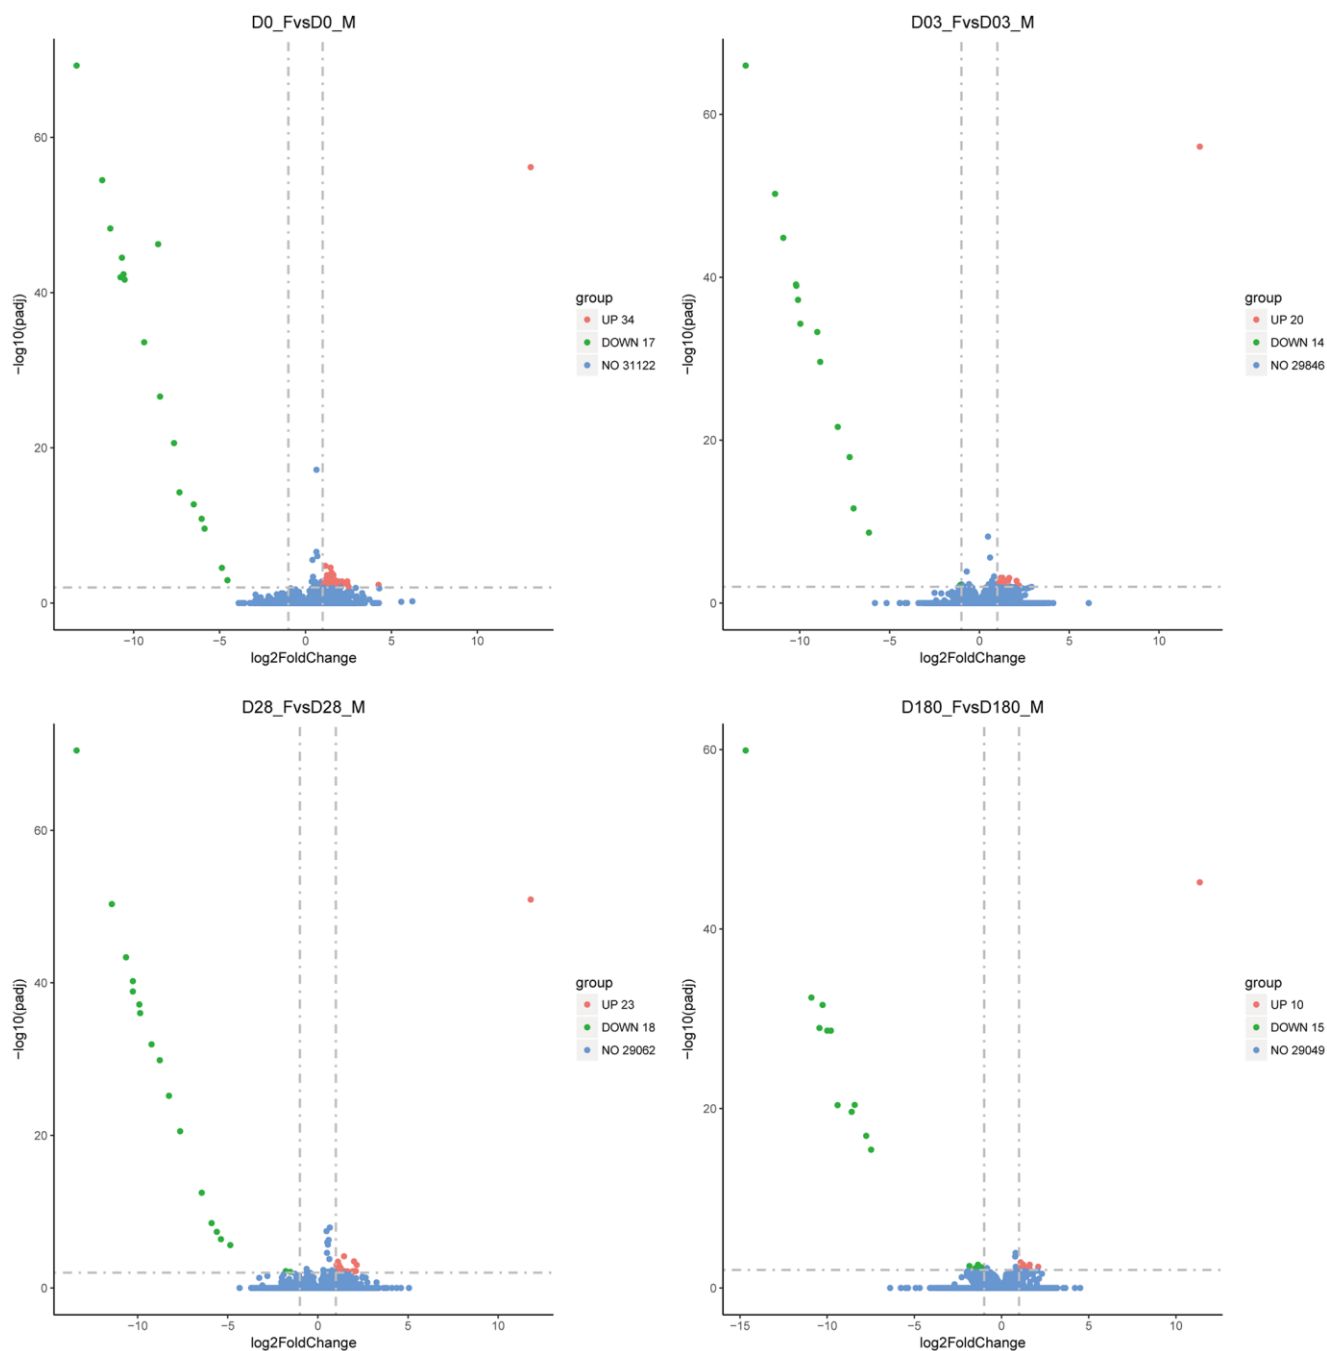 D0_FvsD0_M
60
40
20
0
−10
−5
0
5
10
−log10(padj)
log2FoldChange
group
UP 34
DOWN 17
NO 31122
D03_FvsD03_M
60
40
20
0
−10
−5
0
5
10
−log10(padj)
log2FoldChange
group
UP 20
DOWN 14
NO 29846
D28_FvsD28_M
60
40
20
0
−10
−5
0
5
10
−log10(padj)
log2FoldChange
group
UP 23
DOWN 18
NO 29062
D180_FvsD180_M
60
40
20
0
−15
−10
−5
0
5
10
−log10(padj)
log2FoldChange
group
UP 10
DOWN 15
NO 29049